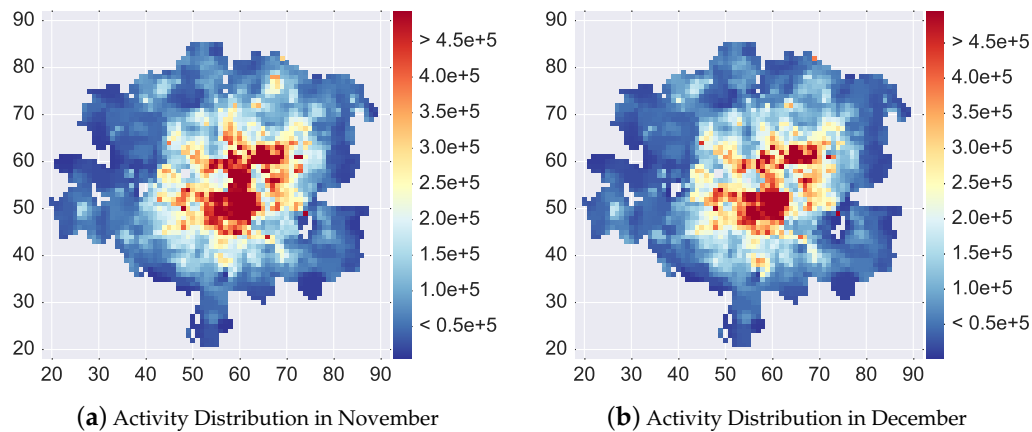 90
80
70
60
50
40
30
20
20 30 40 50 60 70 80 90
> 4.5e+5
4.0e+5
3.5e+5
3.0e+5
2.5e+5
2.0e+5
1.5e+5
1.0e+5
< 0.5e+5
(a) Activity Distribution in November
90
80
70
60
50
40
30
20
20 30 40 50 60 70 80 90
> 4.5e+5
4.0e+5
3.5e+5
3.0e+5
2.5e+5
2.0e+5
1.5e+5
1.0e+5
< 0.5e+5
(b) Activity Distribution in December